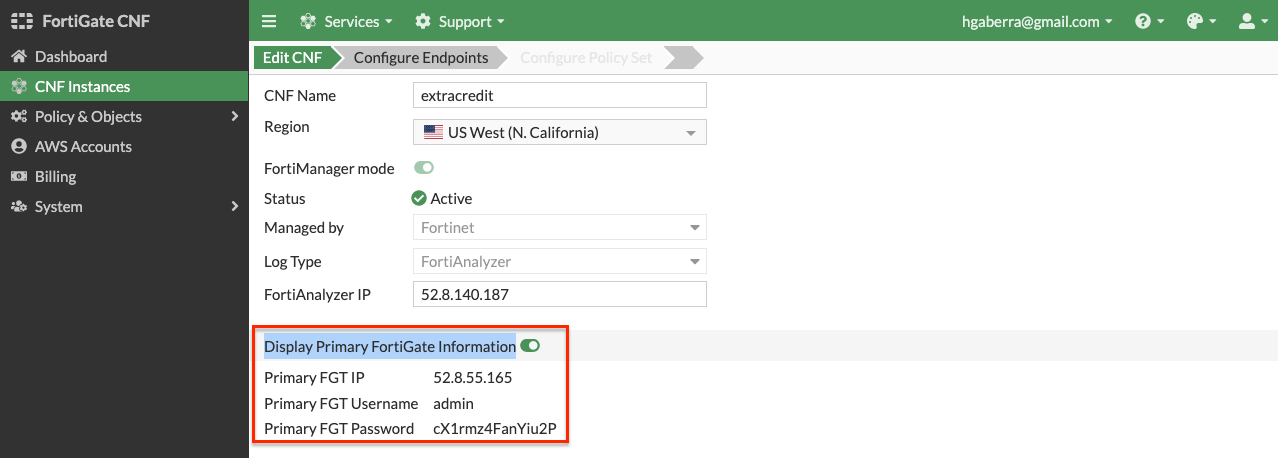 FortiGate CNF
Services
Support
hgaberra@gmail.com
Dashboard
CNF Instances
Policy & Objects
AWS Accounts
Billing
System
Edit CNF
Configure Endpoints
Configure Policy Set
CNF Name extracredit
Region US West (N. California)
FortiManager mode
Status Active
Managed by Fortinet
Log Type FortiAnalyzer
FortiAnalyzer IP 52.8.140.187
Display Primary FortiGate Information
Primary FGT IP 52.8.55.165
Primary FGT Username admin
Primary FGT Password cX1rmz4FanYiu2P